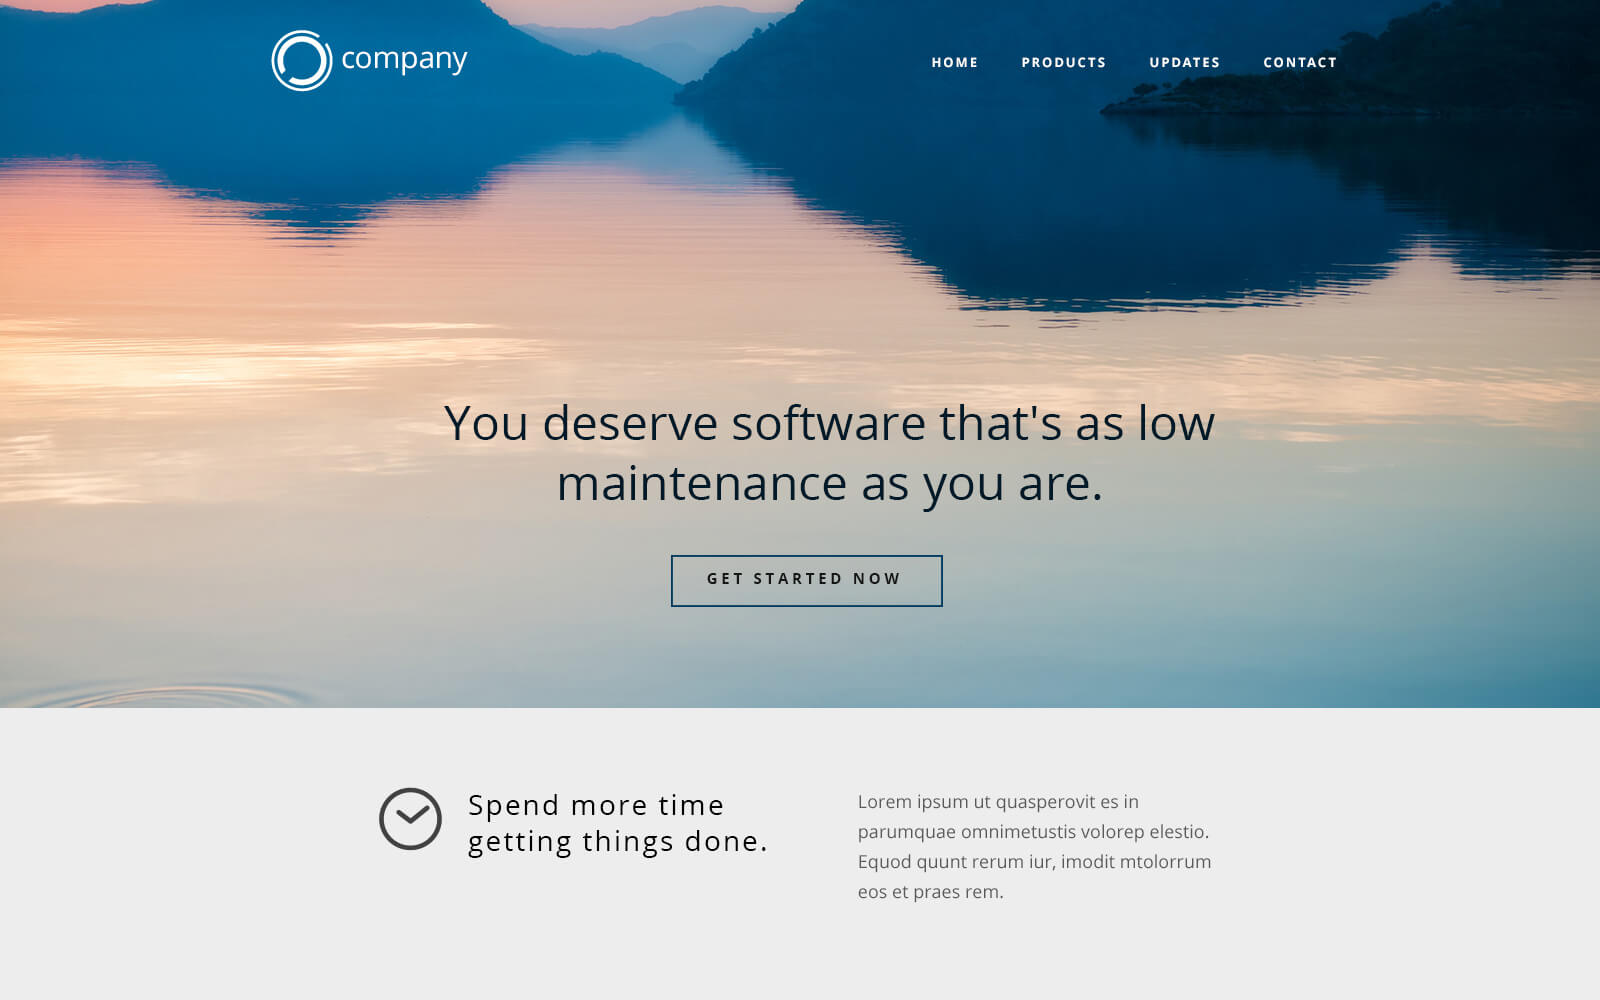 company
HOME PRODUCTS UPDATES CONTACT
You deserve software that's as low
maintenance as you are.
GET STARTED NOW
Spend more time
getting things done.
Lorem ipsum ut quasperovit es in
parumquae omnimetustis volorep elestio.
Equod quunt rerum iur, imodit mtolorrum
eos et praes rem.